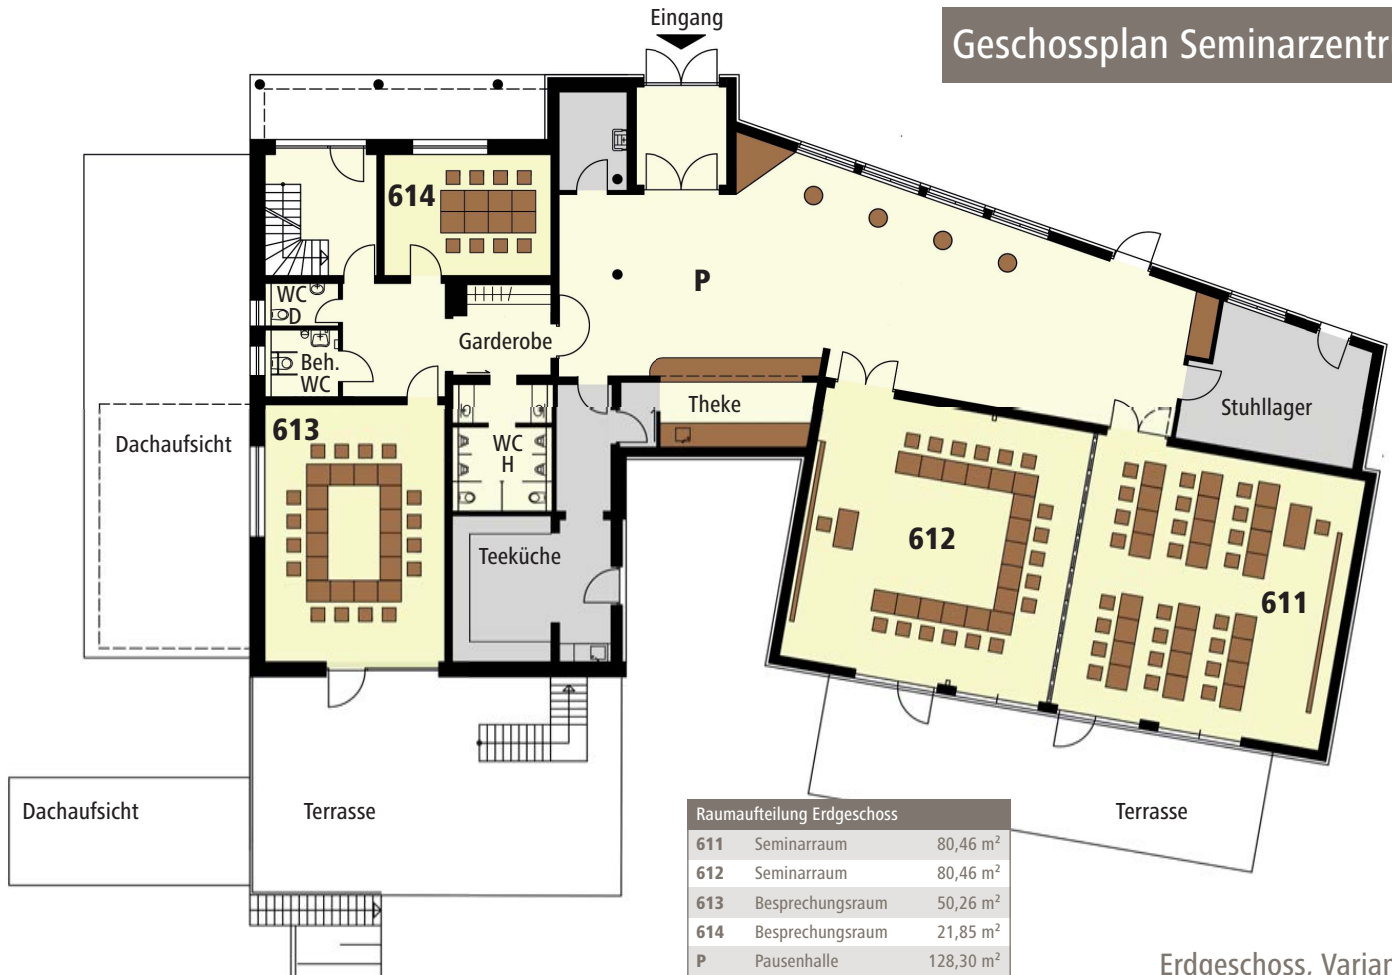 Eingang
Geschossplan Seminarzentr
614
P
WC
D
Beh.
WC
Garderobe
Theke
Stuhllager
Dachaufsicht
613
WC
H
612
611
Teeküche
Dachaufsicht
Terrasse
Terrasse
Raumaufteilung Erdgeschoss
611 Seminarraum 80,46 m²
612 Seminarraum 80,46 m²
613 Besprechungsraum 50,26 m²
614 Besprechungsraum 21,85 m²
P Pausenhalle 128,30 m²
Erdgeschoss, Varian